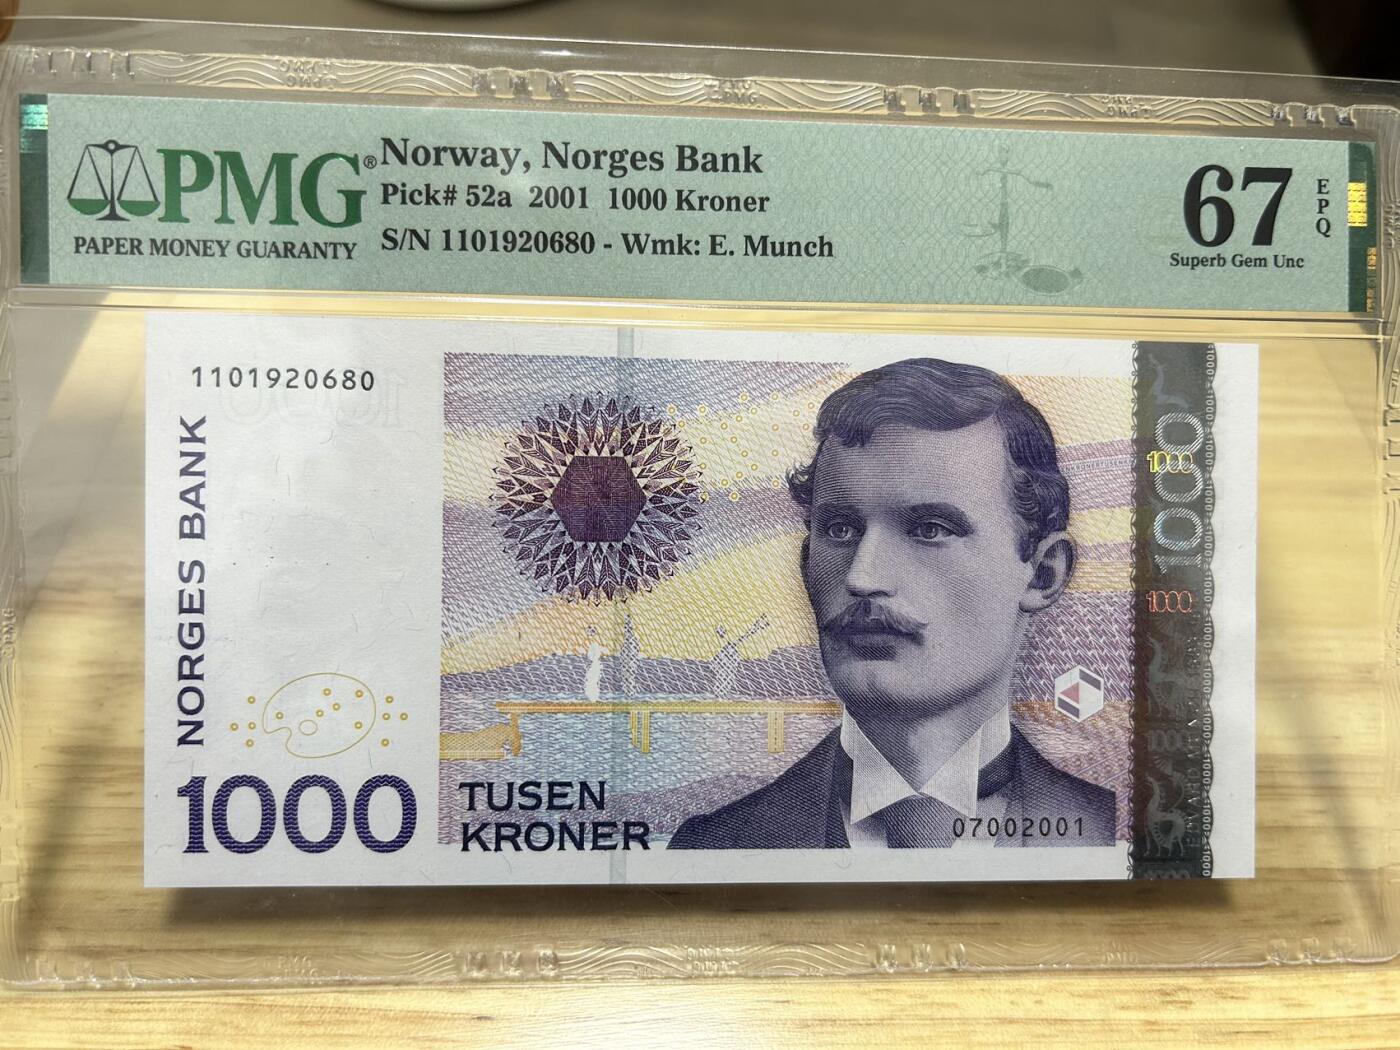 PMG®
PAPER MONEY GUARANTY
Norway, Norges Bank
Pick# 52a 2001 1000 Kroner
S/N 1101920680 - Wmk: E. Munch
67
EPQ
Superb Gem Unc
1101920680
NORGES BANK
1000
TUSEN
KRONER
07002001
1000
1000
1000
1000